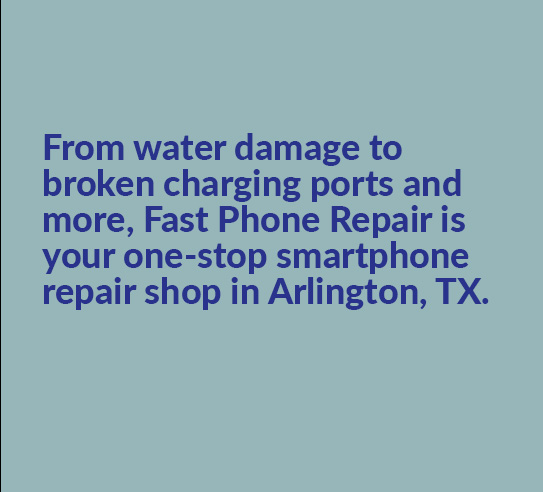 From water damage to
broken charging ports and
more, Fast Phone Repair is
your one-stop smartphone
repair shop in Arlington, TX.